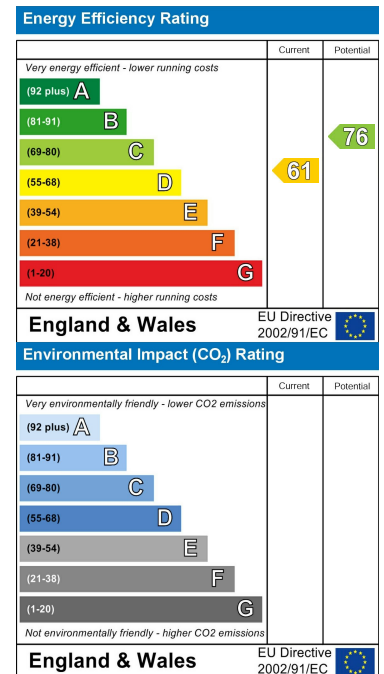 Energy Efficiency Rating
Current Potential
Very energy efficient - lower running costs
(92 plus) A
(81-91) B
(69-80) C
(55-68) D
(39-54) E
(21-38) F
(1-20) G
61
76
Not energy efficient - higher running costs
England & Wales
EU Directive
2002/91/EC
Environmental Impact (CO₂) Rating
Current Potential
Very environmentally friendly - lower CO2 emissions
(92 plus) A
(81-91) B
(69-80) C
(55-68) D
(39-54) E
(21-38) F
(1-20) G
Not environmentally friendly - higher CO2 emissions
England & Wales
EU Directive
2002/91/EC